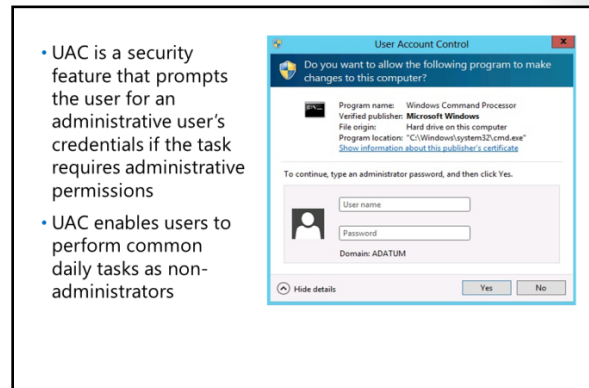 • UAC is a security
feature that prompts
the user for an
administrative user's
credentials if the task
requires administrative
permissions
• UAC enables users to
perform common
daily tasks as non-
administrators
User Account Control
x
Do you want to allow the following program to make
changes to this computer?
Program name: Windows Command Processor
Verified publisher: Microsoft Windows
File origin: Hard drive on this computer
Program location: "C:\Windows\system32\cmd.exe"
Show information about this publisher's certificate
To continue, type an administrator password, and then click Yes.
User name
Password
Domain: ADATUM
Hide details
Yes
No